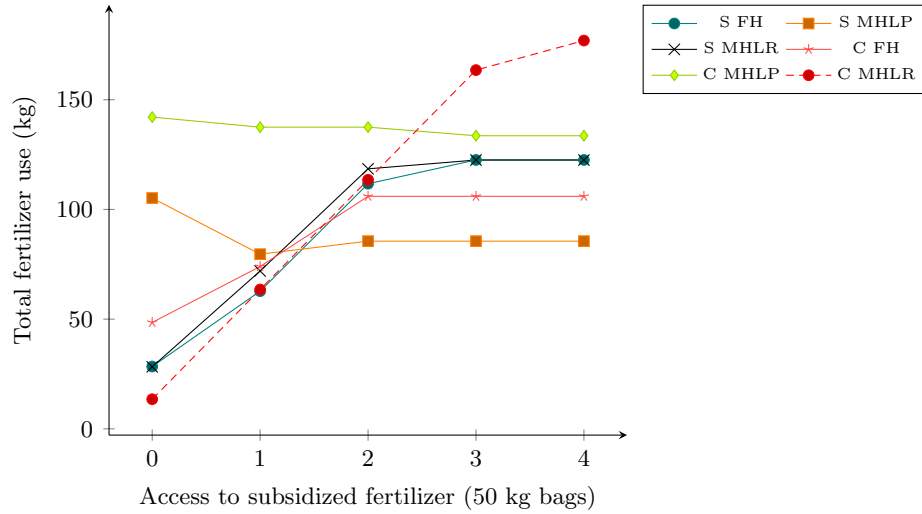 S FH S MHLP
S MHLR C FH
C MHLP C MHLR
150
100
50
0
0 1 2 3 4
Total fertilizer use (kg)
Access to subsidized fertilizer (50 kg bags)